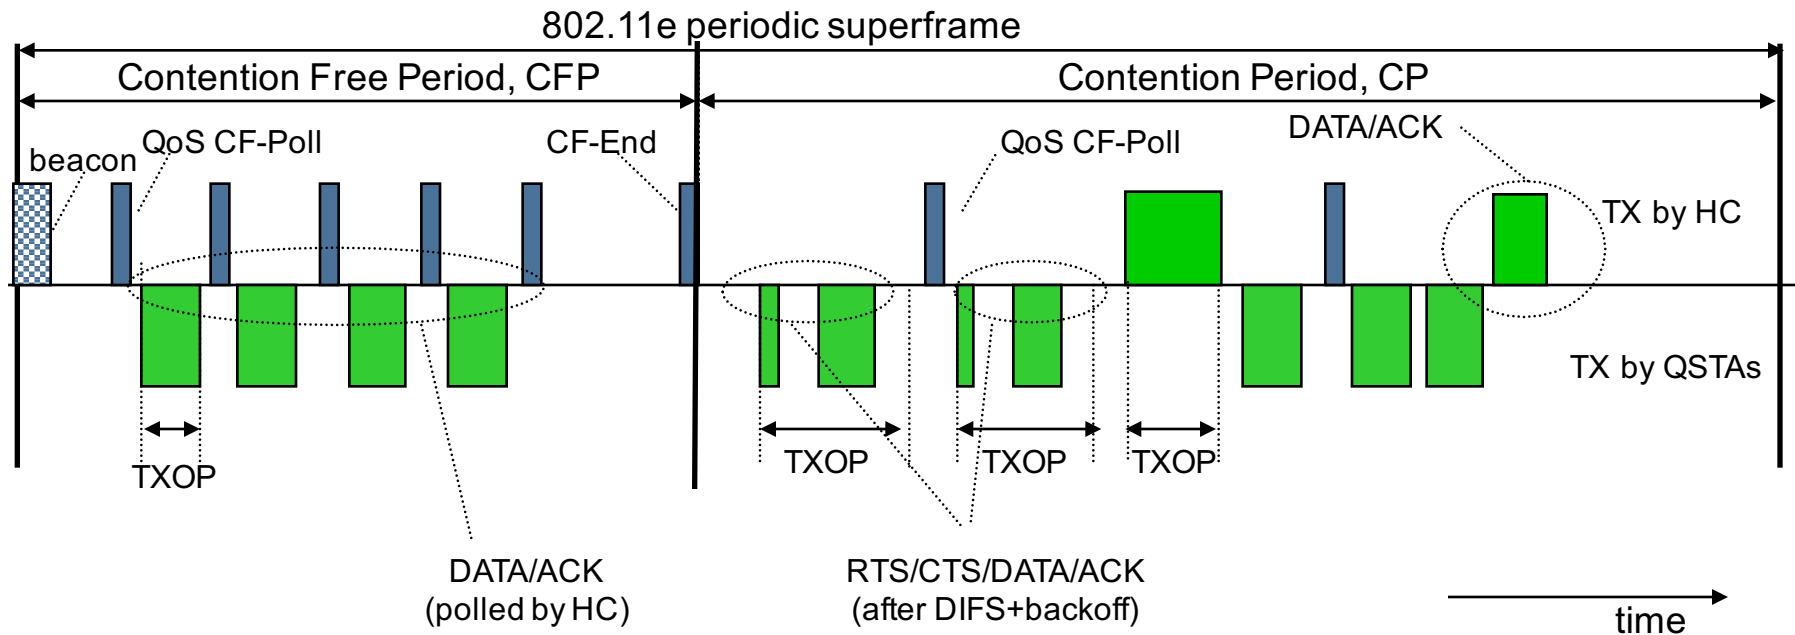 802.11e periodic superframe
Contention Free Period, CFP
Contention Period, CP
beacon
QoS CF-Poll
CF-End
QoS CF-Poll
DATA/ACK
TX by HC
TX by QSTAs
TXOP
TXOP
TXOP
TXOP
DATA/ACK
(polled by HC)
RTS/CTS/DATA/ACK
(after DIFS+backoff)
time